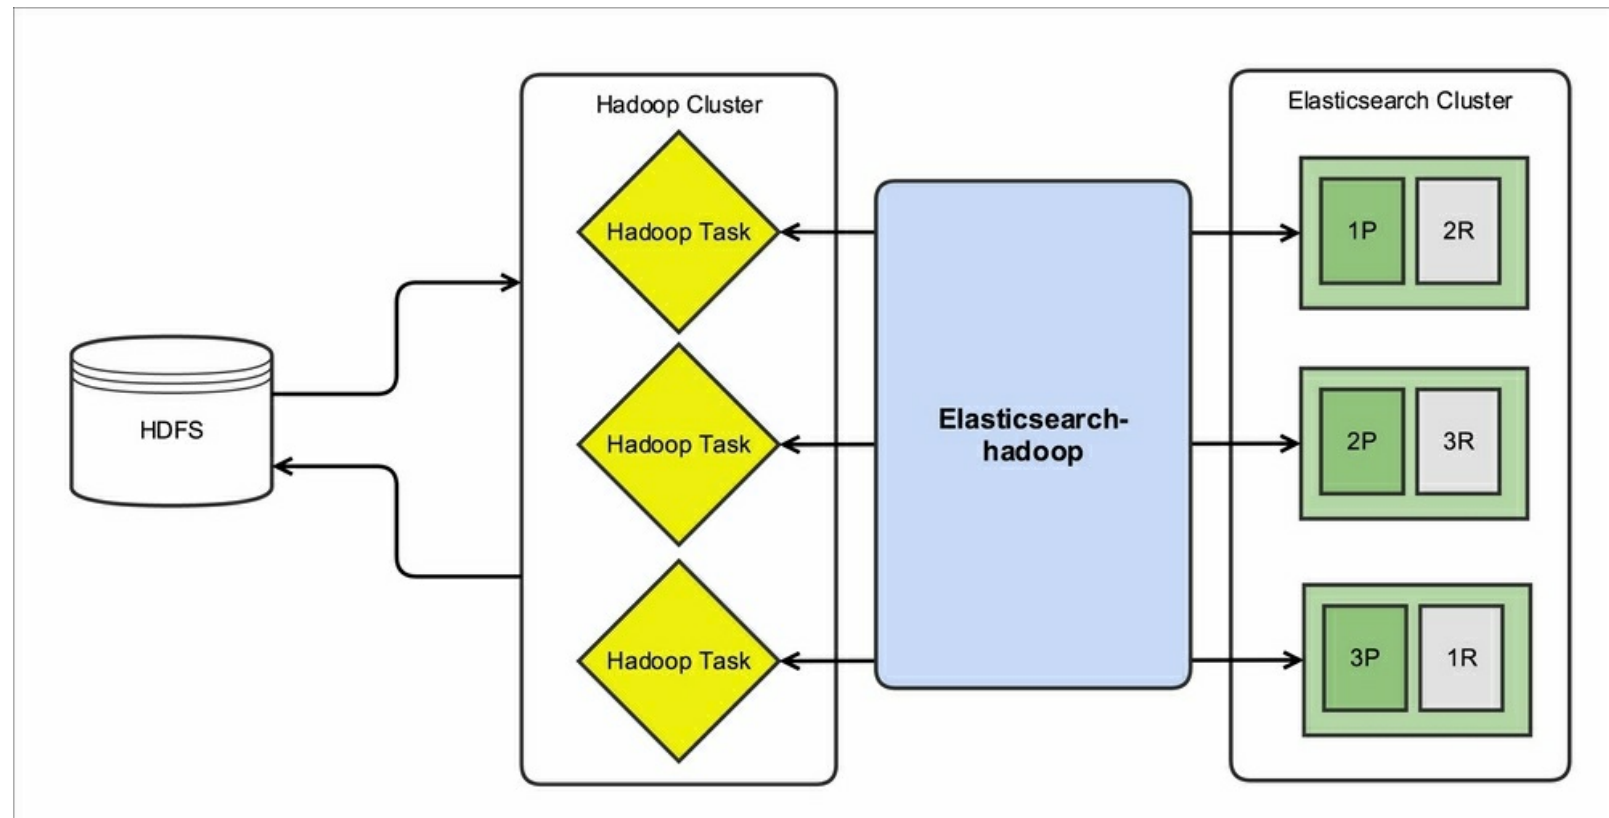 Hadoop Cluster
Elasticsearch Cluster
Hadoop Task
1P
2R
HDFS
Hadoop Task
Elasticsearch-
hadoop
2P
3R
Hadoop Task
3P
1R